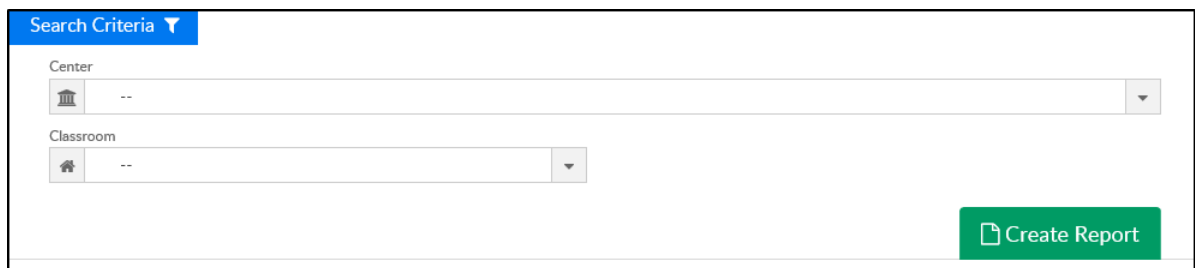 Search Criteria
Center
--
Classroom
--
Create Report